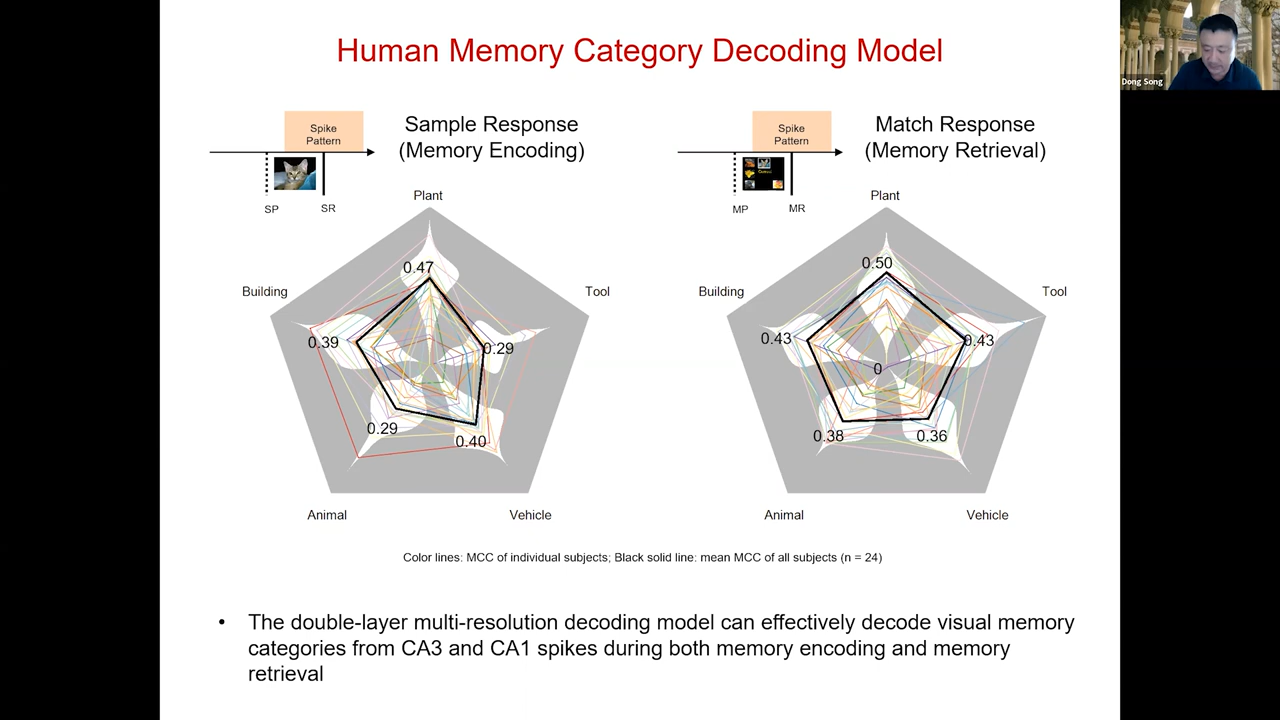 Human Memory Category Decoding Model
Dong Song
Spike
Pattern
Sample Response
(Memory Encoding)
SP
SR
Plant
Building
Tool
0.47
0.39
0.29
0.29
0.40
Animal
Vehicle
Spike
Pattern
Match Response
(Memory Retrieval)
MP
MR
Plant
Building
Tool
0.50
0.43
0.43
0
0.38
0.36
Animal
Vehicle
Color lines: MCC of individual subjects; Black solid line: mean MCC of all subjects (n = 24)
• The double-layer multi-resolution decoding model can effectively decode visual memory
categories from CA3 and CA1 spikes during both memory encoding and memory
retrieval